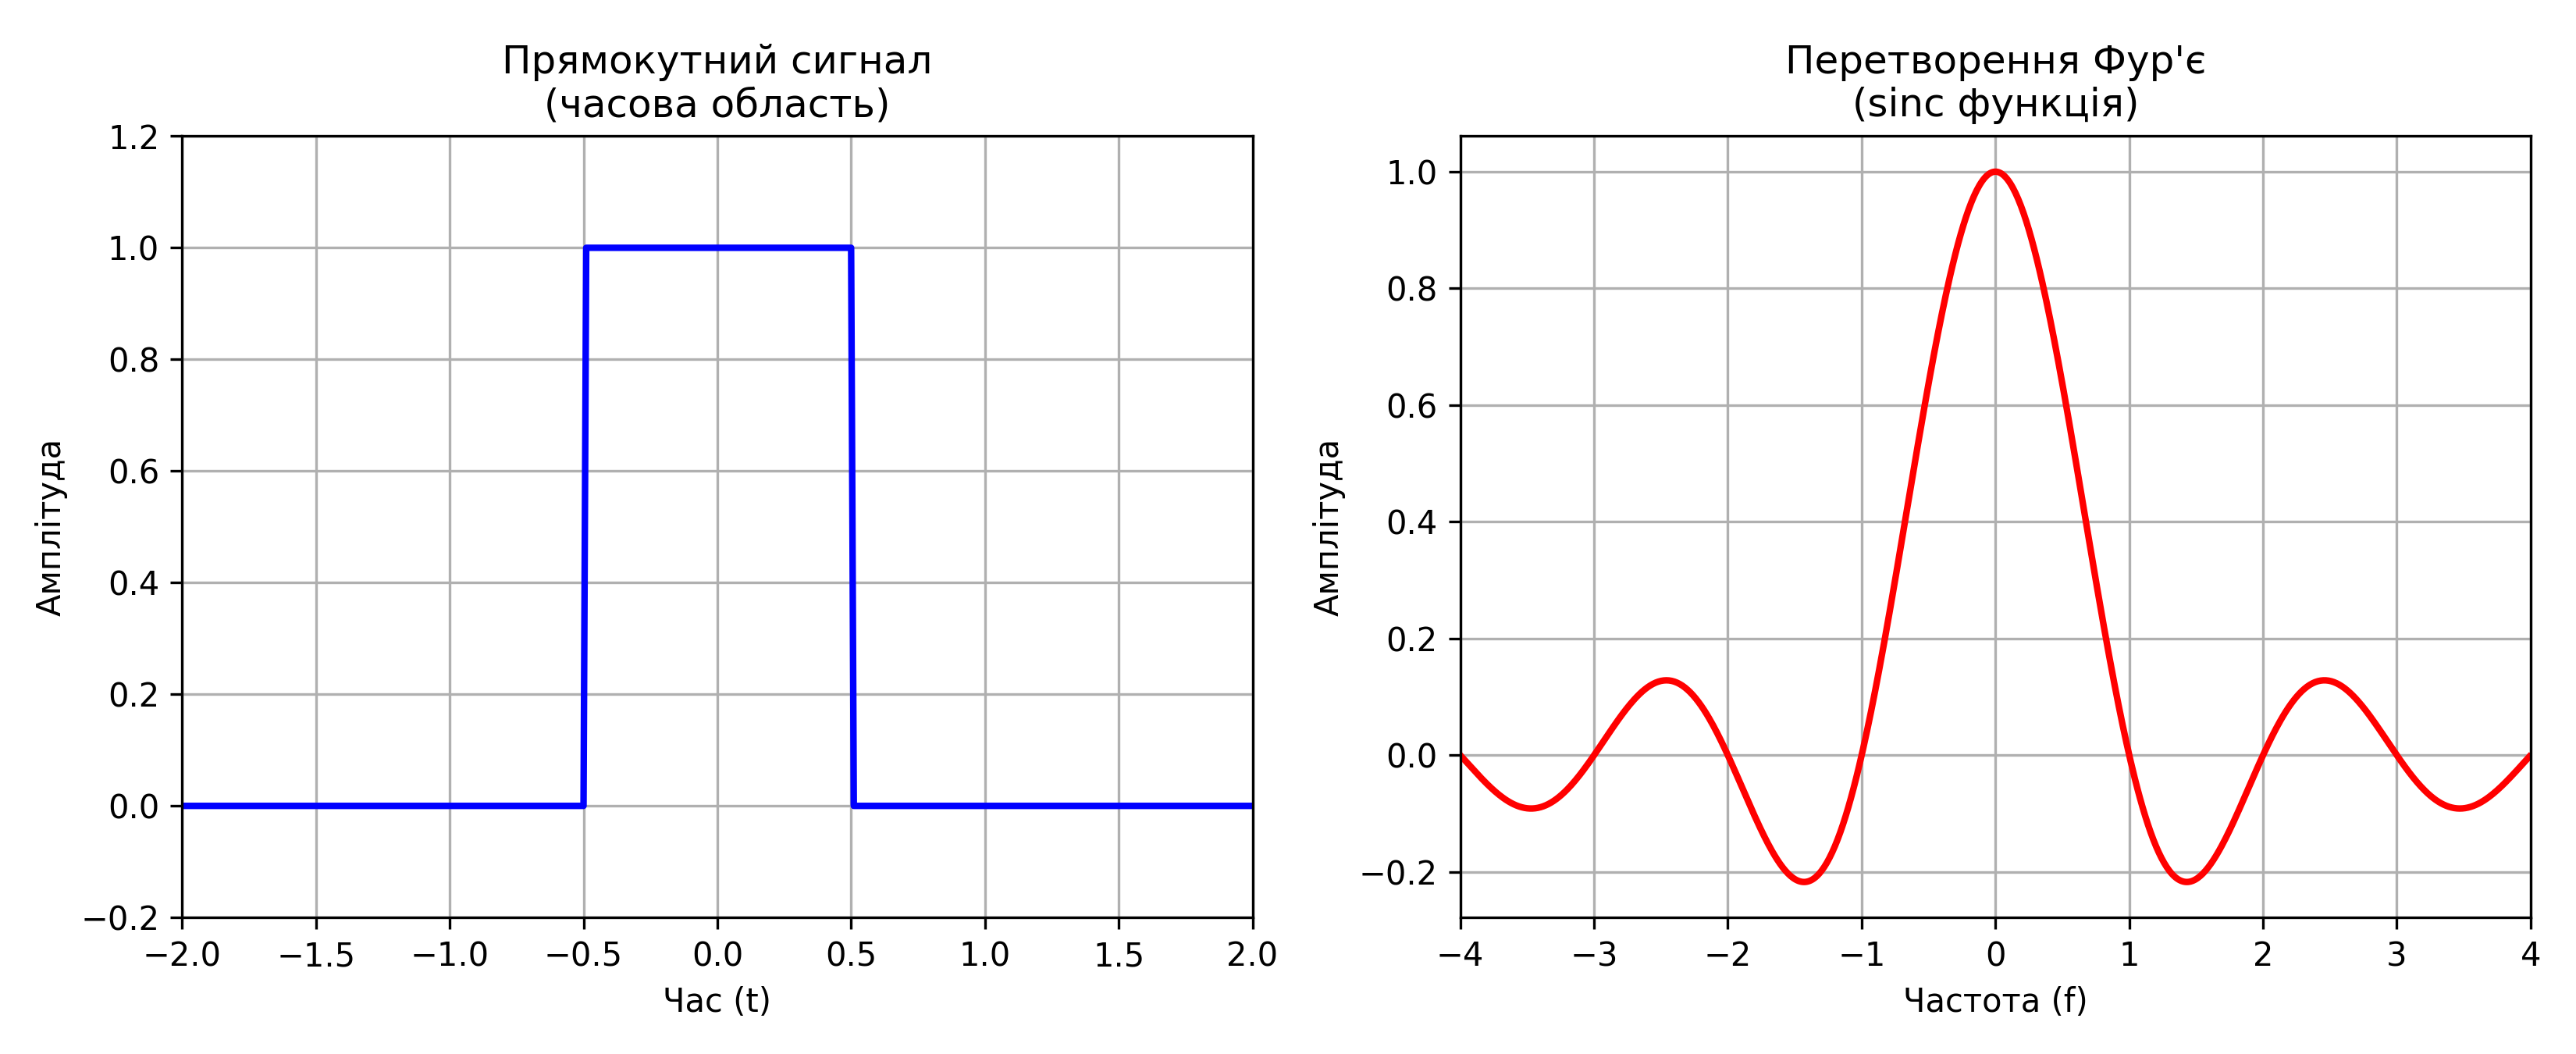 Прямокутний сигнал
(часова область)
1.2
1.0
0.8
0.6
0.4
0.2
0.0
−0.2
Амплітуда
−2.0 −1.5 −1.0 −0.5 0.0 0.5 1.0 1.5 2.0
Час (t)
Перетворення Фур'є
(sinc функція)
1.0
0.8
0.6
0.4
0.2
0.0
−0.2
Амплітуда
−4 −3 −2 −1 0 1 2 3 4
Частота (f)